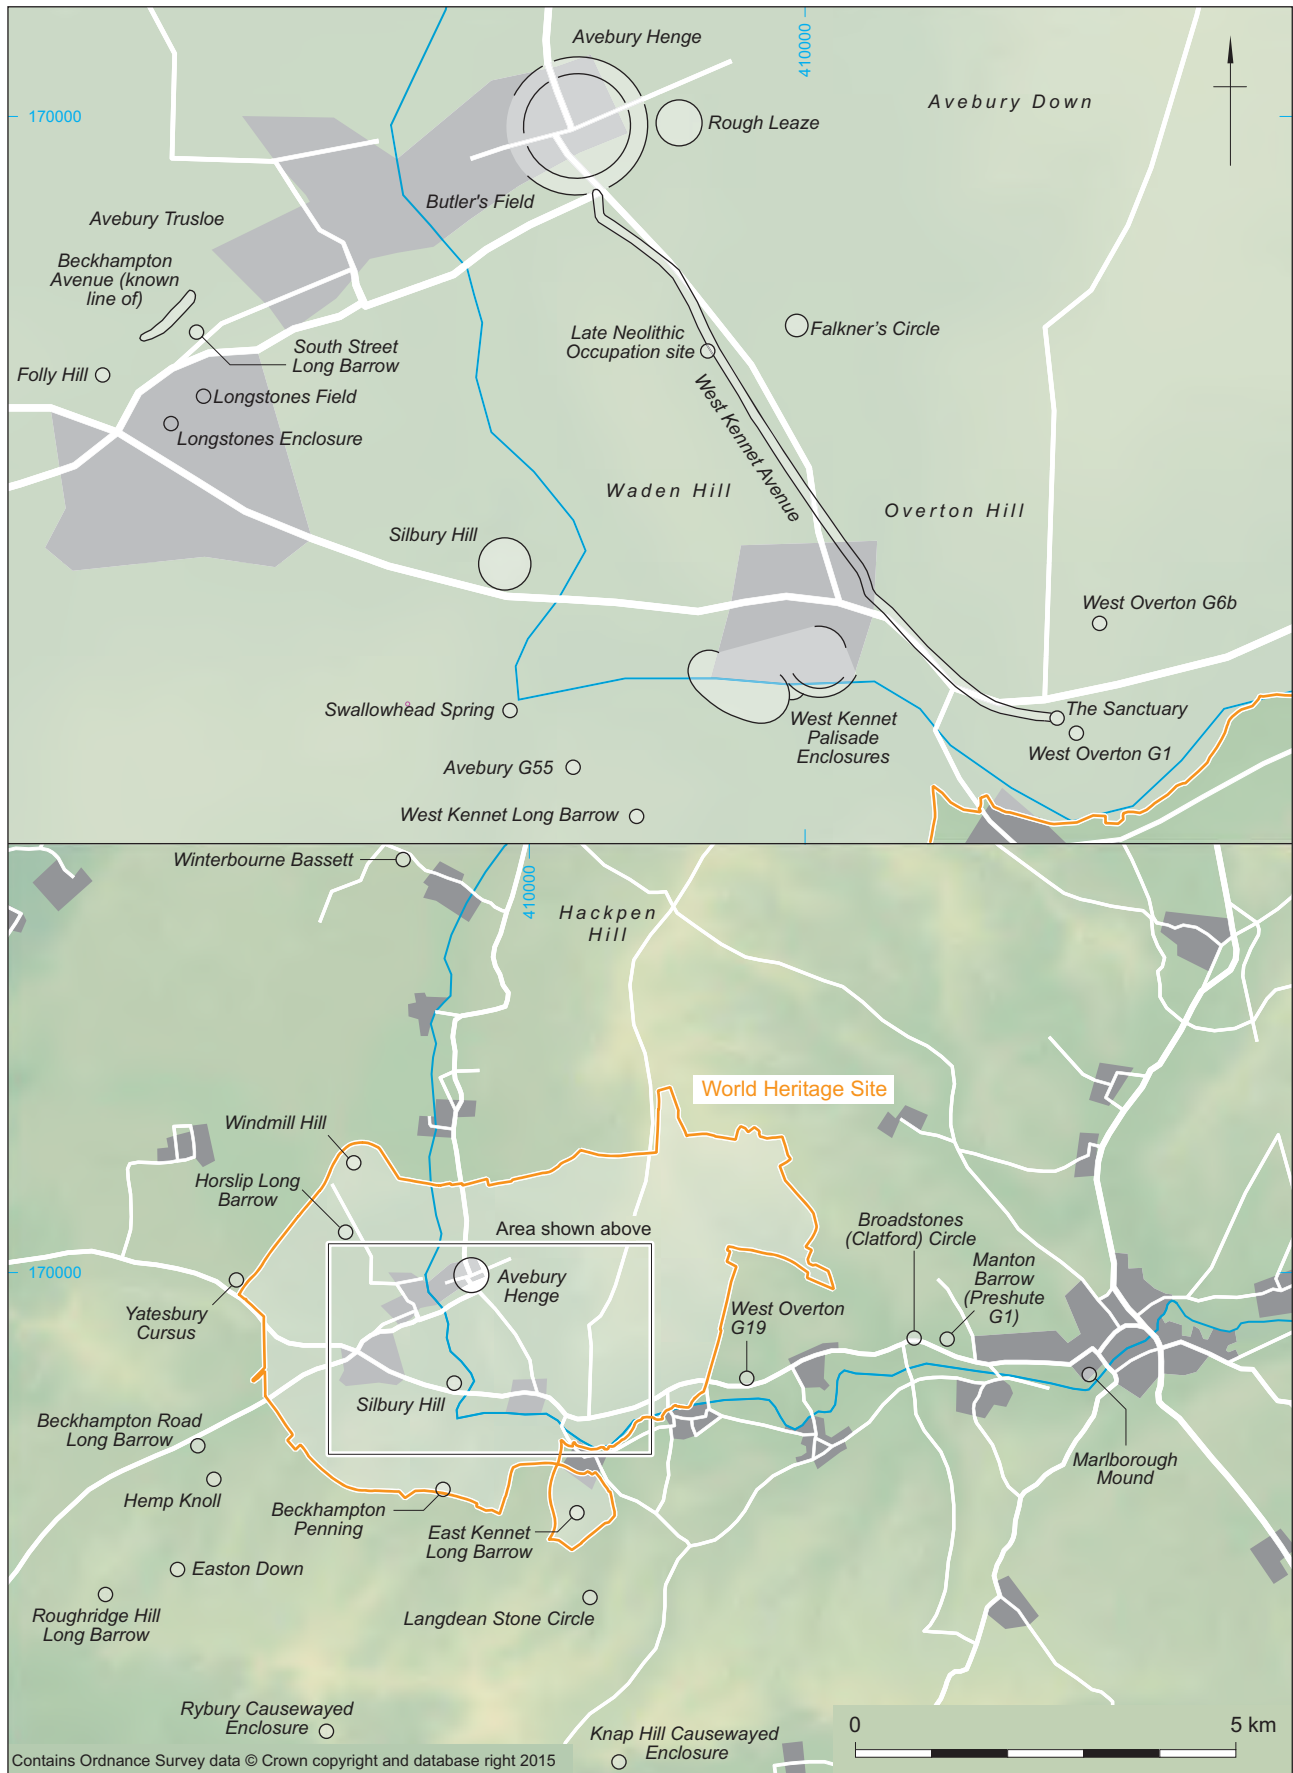 Avebury Henge
410000
Avebury Down
170000
Rough Leaze
Butler's Field
Avebury Trusloe
Beckhampton
Avenue (known
line of)
South Street
Long Barrow
Late Neolithic
Occupation site
Falkner's Circle
Folly Hill
Longstones Field
Longstones Enclosure
West Kennet Avenue
Waden Hill
Overton Hill
Silbury Hill
West Overton G6b
Swallowhead Spring
West Kennet
Palisade
Enclosures
The Sanctuary
West Overton G1
Avebury G55
West Kennet Long Barrow
Winterbourne Bassett
410000
Hackpen
Hill
World Heritage Site
Windmill Hill
Horslip Long
Barrow
Area shown above
Broadstones
(Clatford) Circle
Manton
Barrow
(Preshute
G1)
170000
Avebury
Henge
Yatesbury
Cursus
West Overton
G19
Silbury Hill
Beckhampton Road
Long Barrow
Marlborough
Mound
Hemp Knoll
Beckhampton
Penning
East Kennet
Long Barrow
Easton Down
Roughridge Hill
Long Barrow
Langdean Stone Circle
Rybury Causewayed
Enclosure
Knap Hill Causewayed
Enclosure
0
5 km
Contains Ordnance Survey data © Crown copyright and database right 2015